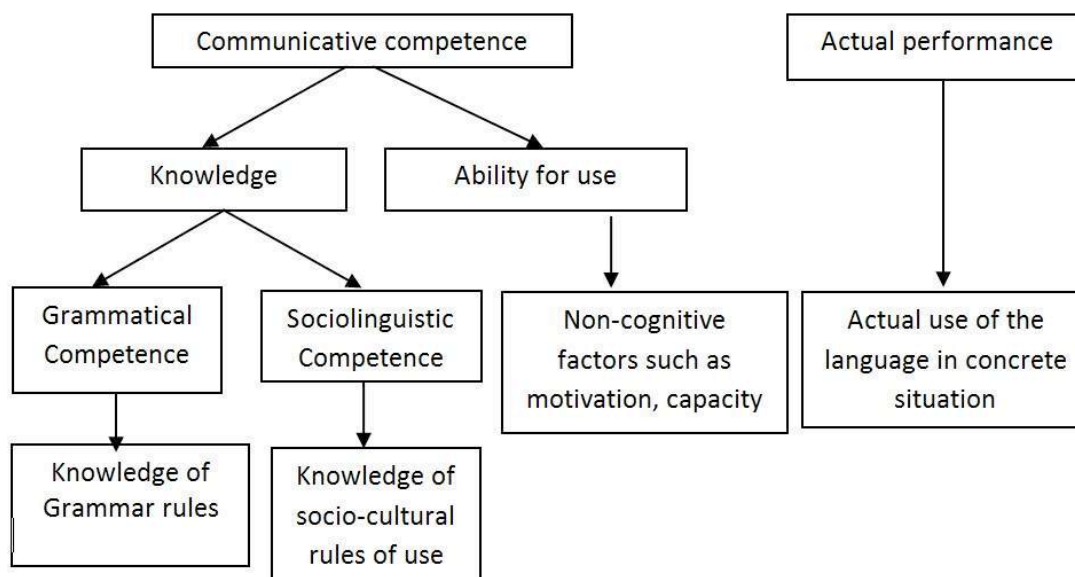 Communicative competence
Actual performance
Knowledge
Ability for use
Grammatical
Competence
Sociolinguistic
Competence
Non-cognitive
factors such as
motivation, capacity
Actual use of the
language in concrete
situation
Knowledge of
Grammar rules
Knowledge of
socio-cultural
rules of use